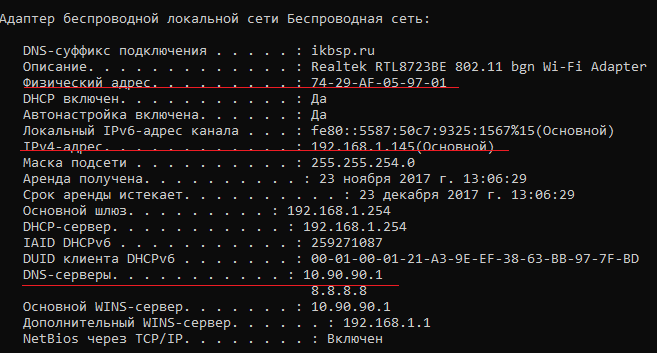 Адаптер беспроводной локальной сети Беспроводная сеть:
DNS-суффикс подключения . . . . . : ikbsp.ru
Описание. . . . . . . . . . . . . : Realtek RTL8723BE 802.11 bgn Wi-Fi Adapter
Физический адрес. . . . . . . . . : 74-29-AF-05-97-01
DHCP включен. . . . . . . . . . . : Да
Автонастройка включена. . . . . . : Да
Локальный IPv6-адрес канала . . . : fe80::5587:50c7:9325:1567%15(Основной)
IPv4-адрес. . . . . . . . . . . . : 192.168.1.145(Основной)
Маска подсети . . . . . . . . . . : 255.255.254.0
Аренда получена. . . . . . . . . . : 23 ноября 2017 г. 13:06:29
Срок аренды истекает. . . . . . . . . . : 23 декабря 2017 г. 13:06:29
Основной шлюз. . . . . . . . . : 192.168.1.254
DHCP-сервер. . . . . . . . . . . : 192.168.1.254
IAID DHCPv6 . . . . . . . . . . . : 259271087
DUID клиента DHCPv6 . . . . . . . : 00-01-00-01-21-A3-9E-EF-38-63-BB-97-7F-BD
DNS-серверы. . . . . . . . . . . : 10.90.90.1
8.8.8.8
Основной WINS-сервер. . . . . . . : 10.90.90.1
Дополнительный WINS-сервер. . . . . . : 192.168.1.1
NetBios через TCP/IP. . . . . . . : Включен